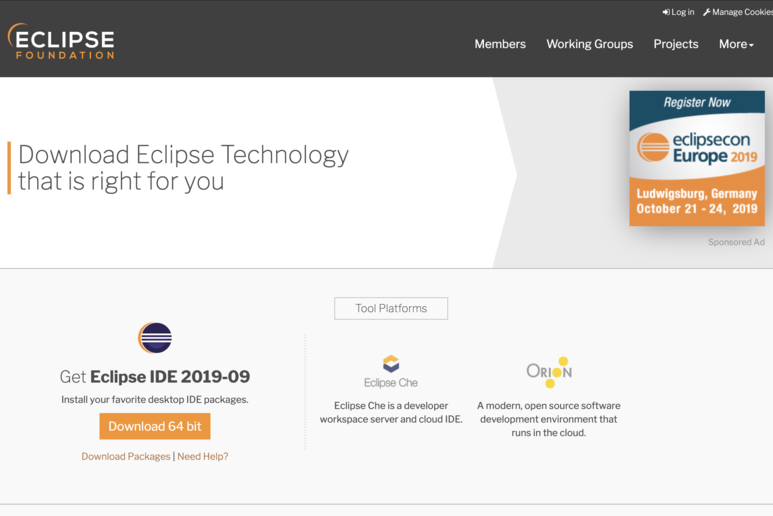 Log in Manage Cookies
ECLIPSE
FOUNDATION
Members Working Groups Projects More
Download Eclipse Technology
that is right for you
Register Now
eclipsecon
Europe 2019
Ludwigsburg, Germany
October 21 - 24, 2019
Sponsored Ad
Tool Platforms
Get Eclipse IDE 2019-09
Install your favorite desktop IDE packages.
Download 64 bit
Download Packages | Need Help?
Eclipse Che
Eclipse Che is a developer
workspace server and cloud IDE.
ORION
A modern, open source software
development environment that
runs in the cloud.